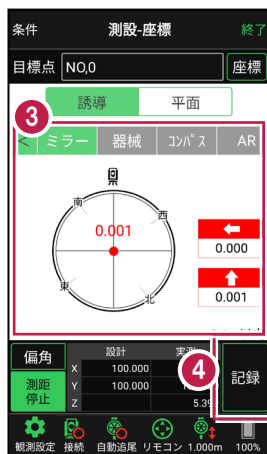 条件 測設-座標 終了
目標点 NO,0 座標
誘導 平面
3
< ミラー 器械 コンパス AR
南 西
0.001
東 北
0.000
0.001
偏角 設計 実測
4
測距停止 X 100.000
Y 100.000
Z 5.39
記録
観測設定 接続 自動追尾 リモコン 1.000m 100%